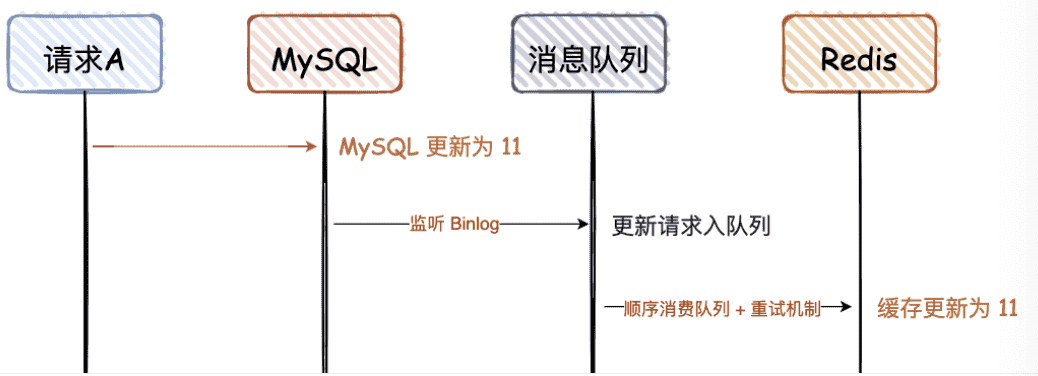 请求A
MySQL
消息队列
Redis
MySQL 更新为 11
监听 Binlog
更新请求入队列
顺序消费队列 + 重试机制
缓存更新为 11